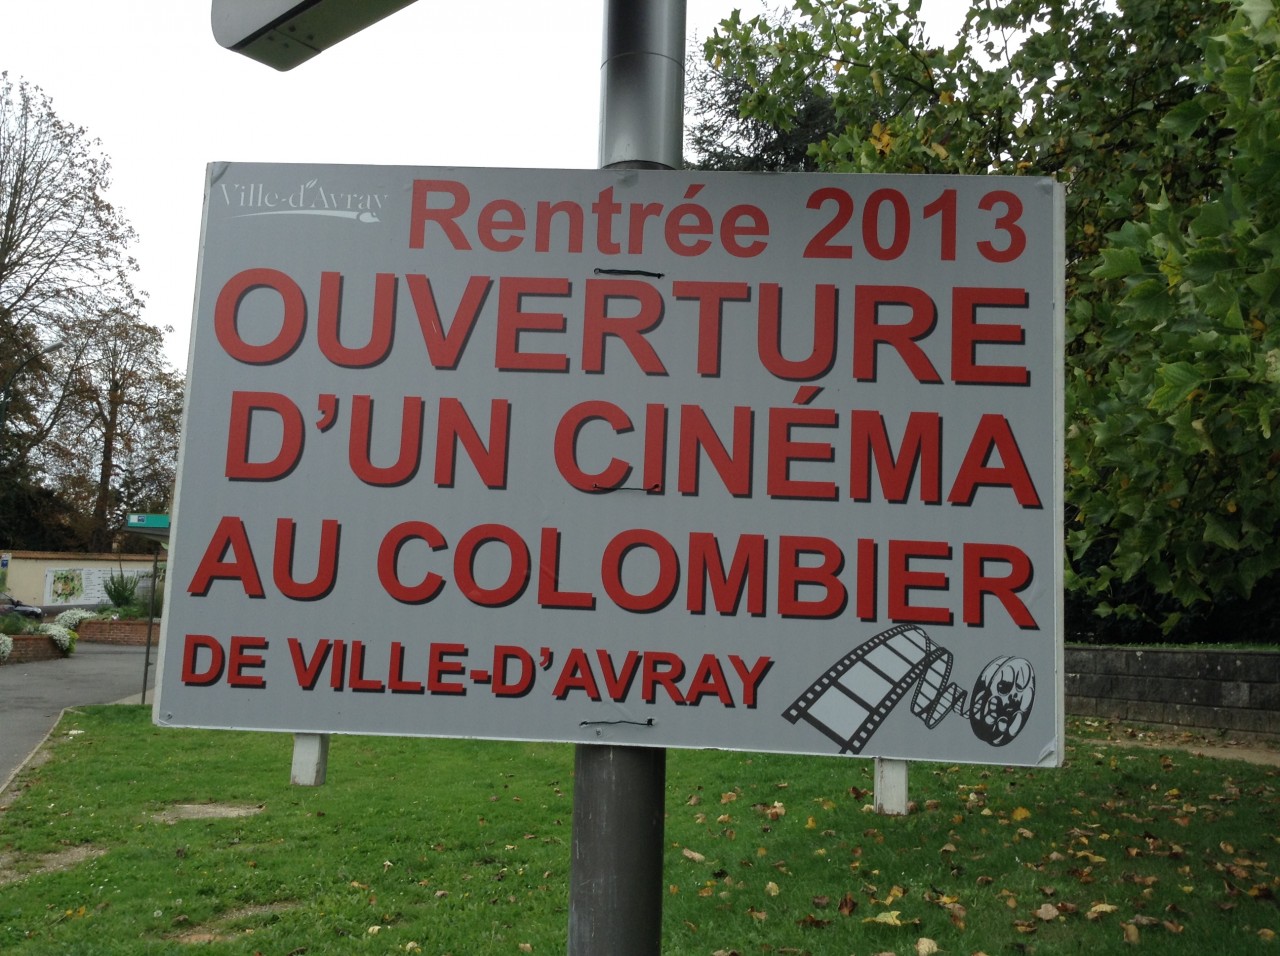 Ville-d'Avray
Rentrée 2013
OUVERTURE
D'UN CINÉMA
AU COLOMBIER
DE VILLE-D'AVRAY